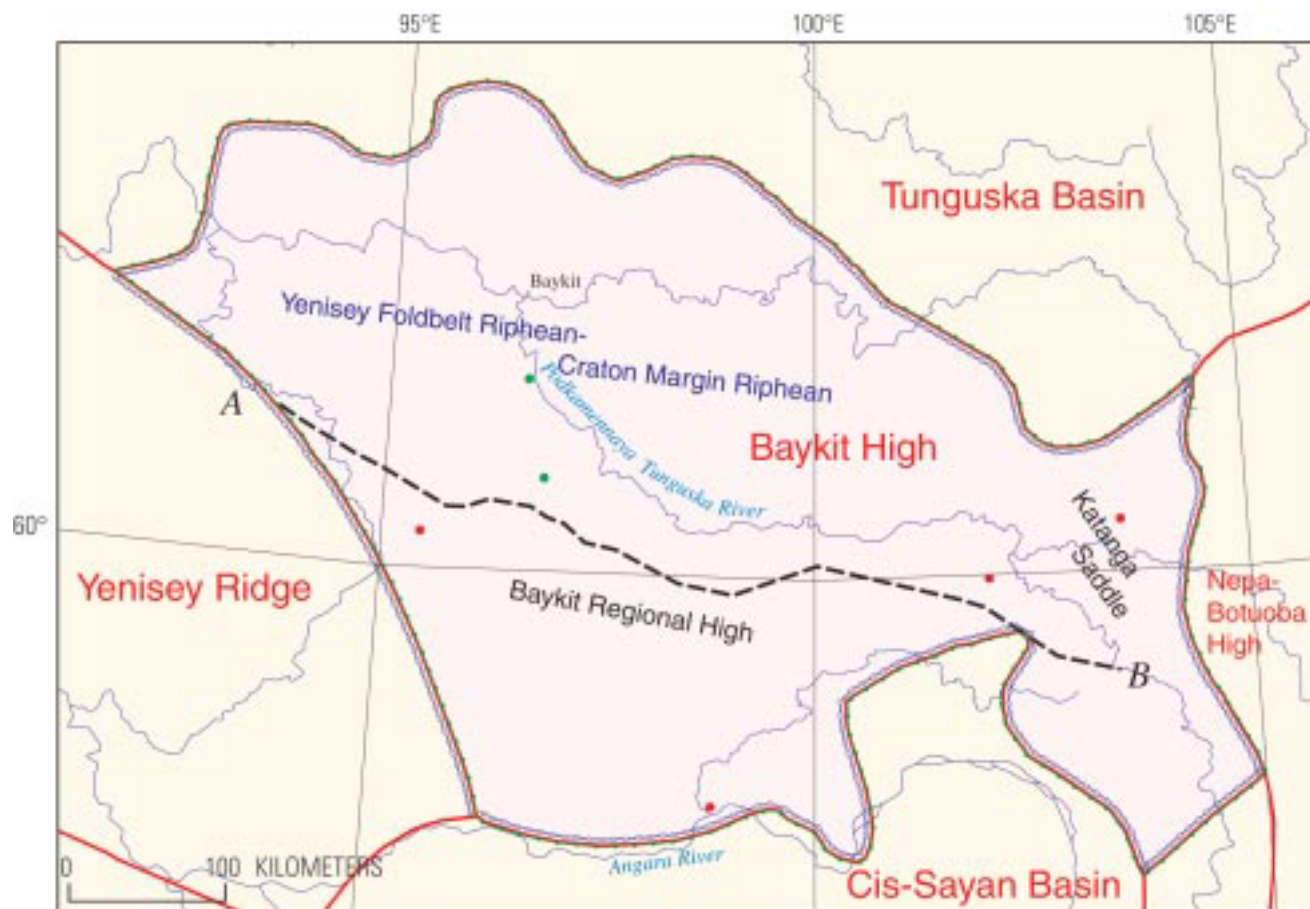 95°E
100°E
105°E
Tunguska Basin
Baykit
Yenisey Foldbelt Riphean-
Craton Margin Riphean
Podkamennaya Tunguska River
A
Baykit High
60°
Katanga
Saddle
Yenisey Ridge
Baykit Regional High
Nepa-
Botuoba
High
B
0
100 KILOMETERS
Angara River
Cis-Sayan Basin